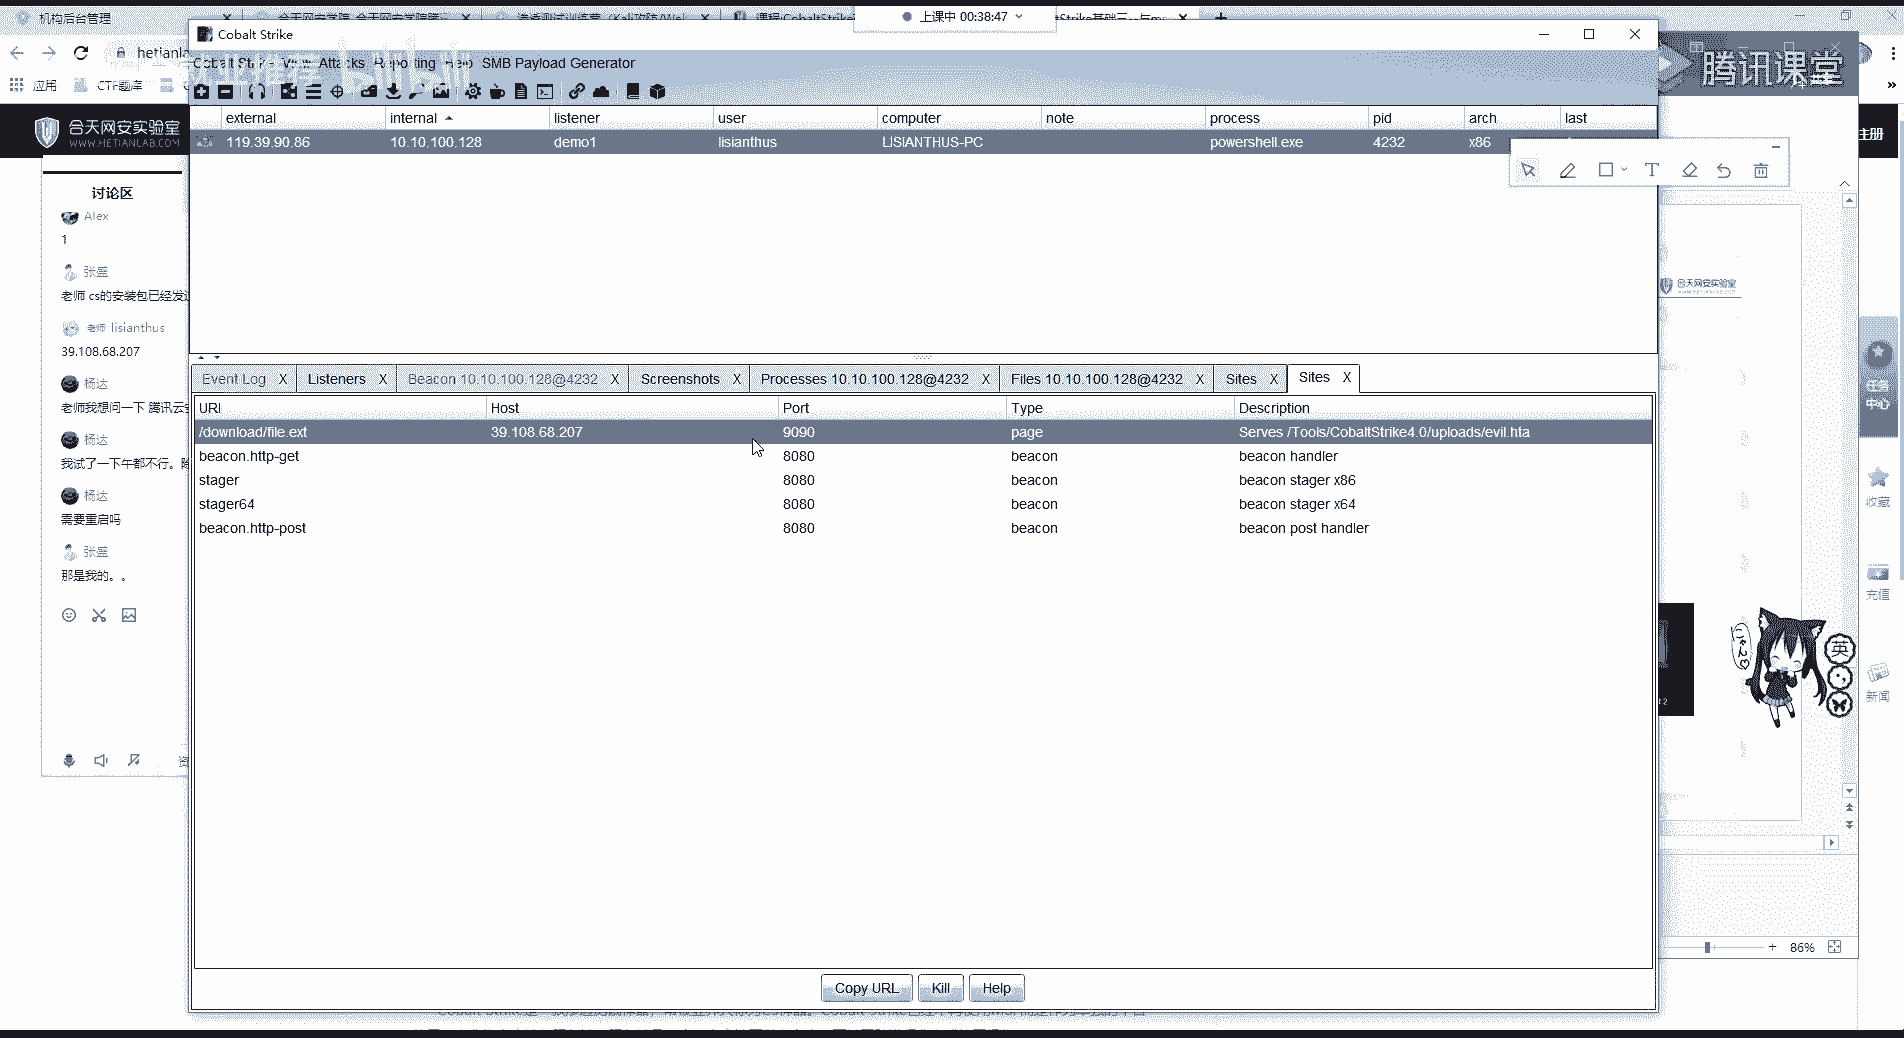 机构后台管理
上课中 00:38:47
Cobalt Strike
hetianla
Attacks Reporting Help SMB Payload Generator
腾讯课堂
应用
CTF题库
合天网安实验室
WWW.HETIANLAB.COM
注册
external internal listener user computer note process pid arch last
119.39.90.86 10.10.100.128 demo1 lisianthus LISIANTHUS-PC powershell.exe 4232 x86
讨论区
Alex
1
张盛
老师 cs的安装包已经发过
老师 lisianthus
39.108.68.207
杨达
老师我想问一下 腾讯云
杨达
我试了一下午都不行。
杨达
需要重启吗
张盛
那是我的。。
Event Log X Listeners X Beacon 10.10.100.128@4232 X Screenshots X Processes 10.10.100.128@4232 X Files 10.10.100.128@4232 X Sites X Sites X
URI Host Port Type Description
/download/file.ext 39.108.68.207 9090 page Serves /Tools/CobaltStrike4.0/uploads/evil.hta
beacon.http-get 8080 beacon beacon handler
stager 8080 beacon beacon stager x86
stager64 8080 beacon beacon stager x64
beacon.http-post 8080 beacon beacon post handler
合天网安实验室
任务
中心
收藏
充值
新闻
英
86%
Copy URL Kill Help